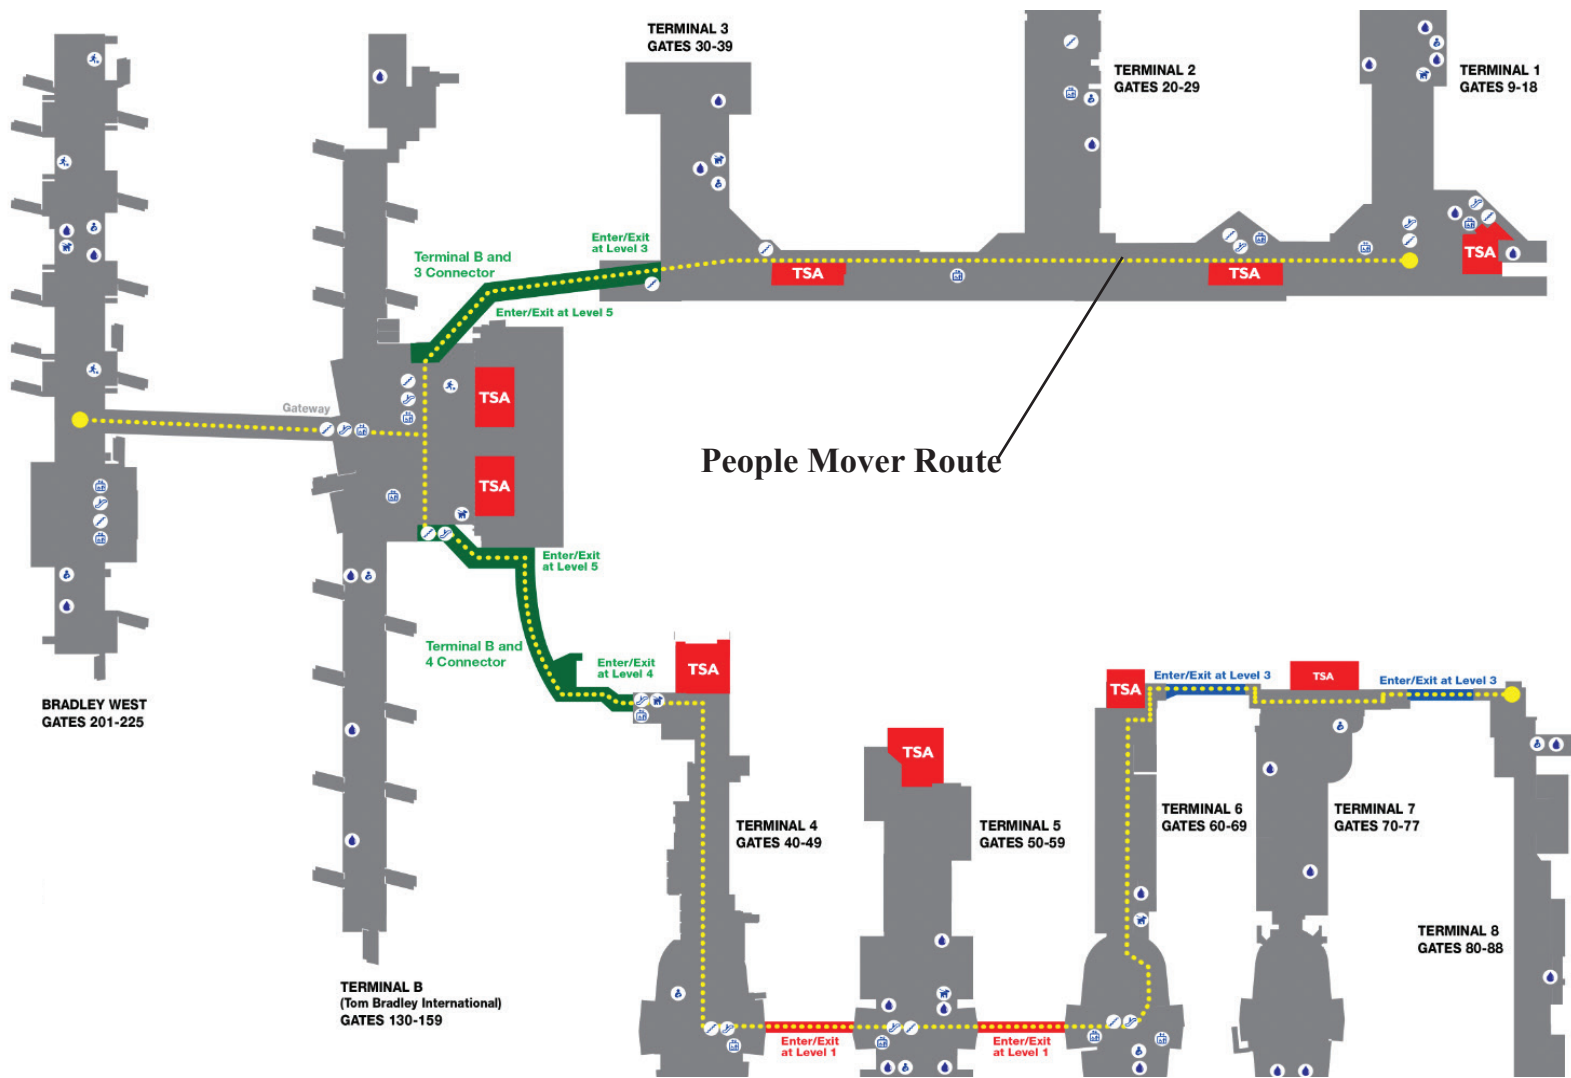 TERMINAL 3
GATES 30-39
TERMINAL 2
GATES 20-29
TERMINAL 1
GATES 9-18
Enter/Exit
at Level 3
Terminal B and
3 Connector
TSA
TSA
TSA
Enter/Exit at Level 5
TSA
Gateway
People Mover Route
TSA
Enter/Exit
at Level 5
Terminal B and
4 Connector
Enter/Exit
at Level 4
TSA
TSA
Enter/Exit at Level 3
TSA
Enter/Exit at Level 3
BRADLEY WEST
GATES 201-225
TSA
TERMINAL 4
GATES 40-49
TERMINAL 5
GATES 50-59
TERMINAL 6
GATES 60-69
TERMINAL 7
GATES 70-77
TERMINAL 8
GATES 80-88
TERMINAL B
(Tom Bradley International)
GATES 130-159
Enter/Exit
at Level 1
Enter/Exit
at Level 1